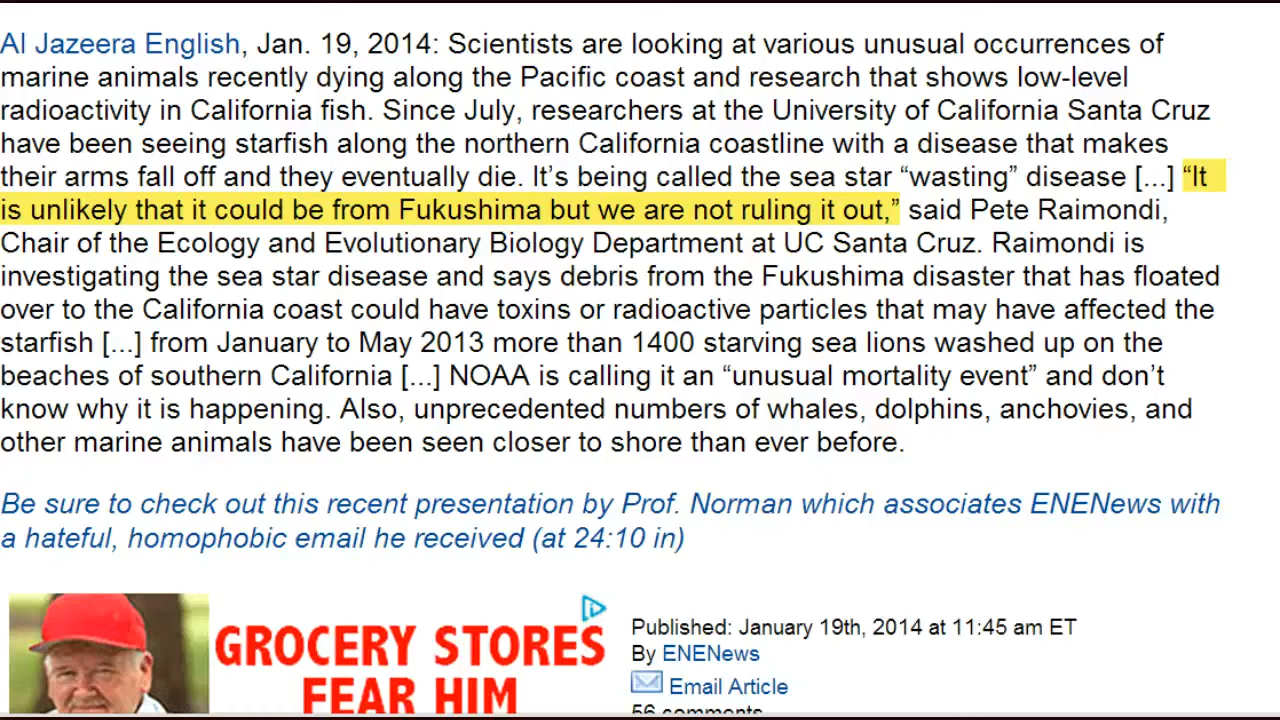 Al Jazeera English, Jan. 19, 2014: Scientists are looking at various unusual occurrences of
marine animals recently dying along the Pacific coast and research that shows low-level
radioactivity in California fish. Since July, researchers at the University of California Santa Cruz
have been seeing starfish along the northern California coastline with a disease that makes
their arms fall off and they eventually die. It’s being called the sea star “wasting” disease [...] “It
is unlikely that it could be from Fukushima but we are not ruling it out,” said Pete Raimondi,
Chair of the Ecology and Evolutionary Biology Department at UC Santa Cruz. Raimondi is
investigating the sea star disease and says debris from the Fukushima disaster that has floated
over to the California coast could have toxins or radioactive particles that may have affected the
starfish [...] from January to May 2013 more than 1400 starving sea lions washed up on the
beaches of southern California [...] NOAA is calling it an “unusual mortality event” and don’t
know why it is happening. Also, unprecedented numbers of whales, dolphins, anchovies, and
other marine animals have been seen closer to shore than ever before.
Be sure to check out this recent presentation by Prof. Norman which associates ENENews with
a hateful, homophobic email he received (at 24:10 in)
GROCERY STORES
FEAR HIM
Published: January 19th, 2014 at 11:45 am ET
By ENENews
Email Article
56 comments